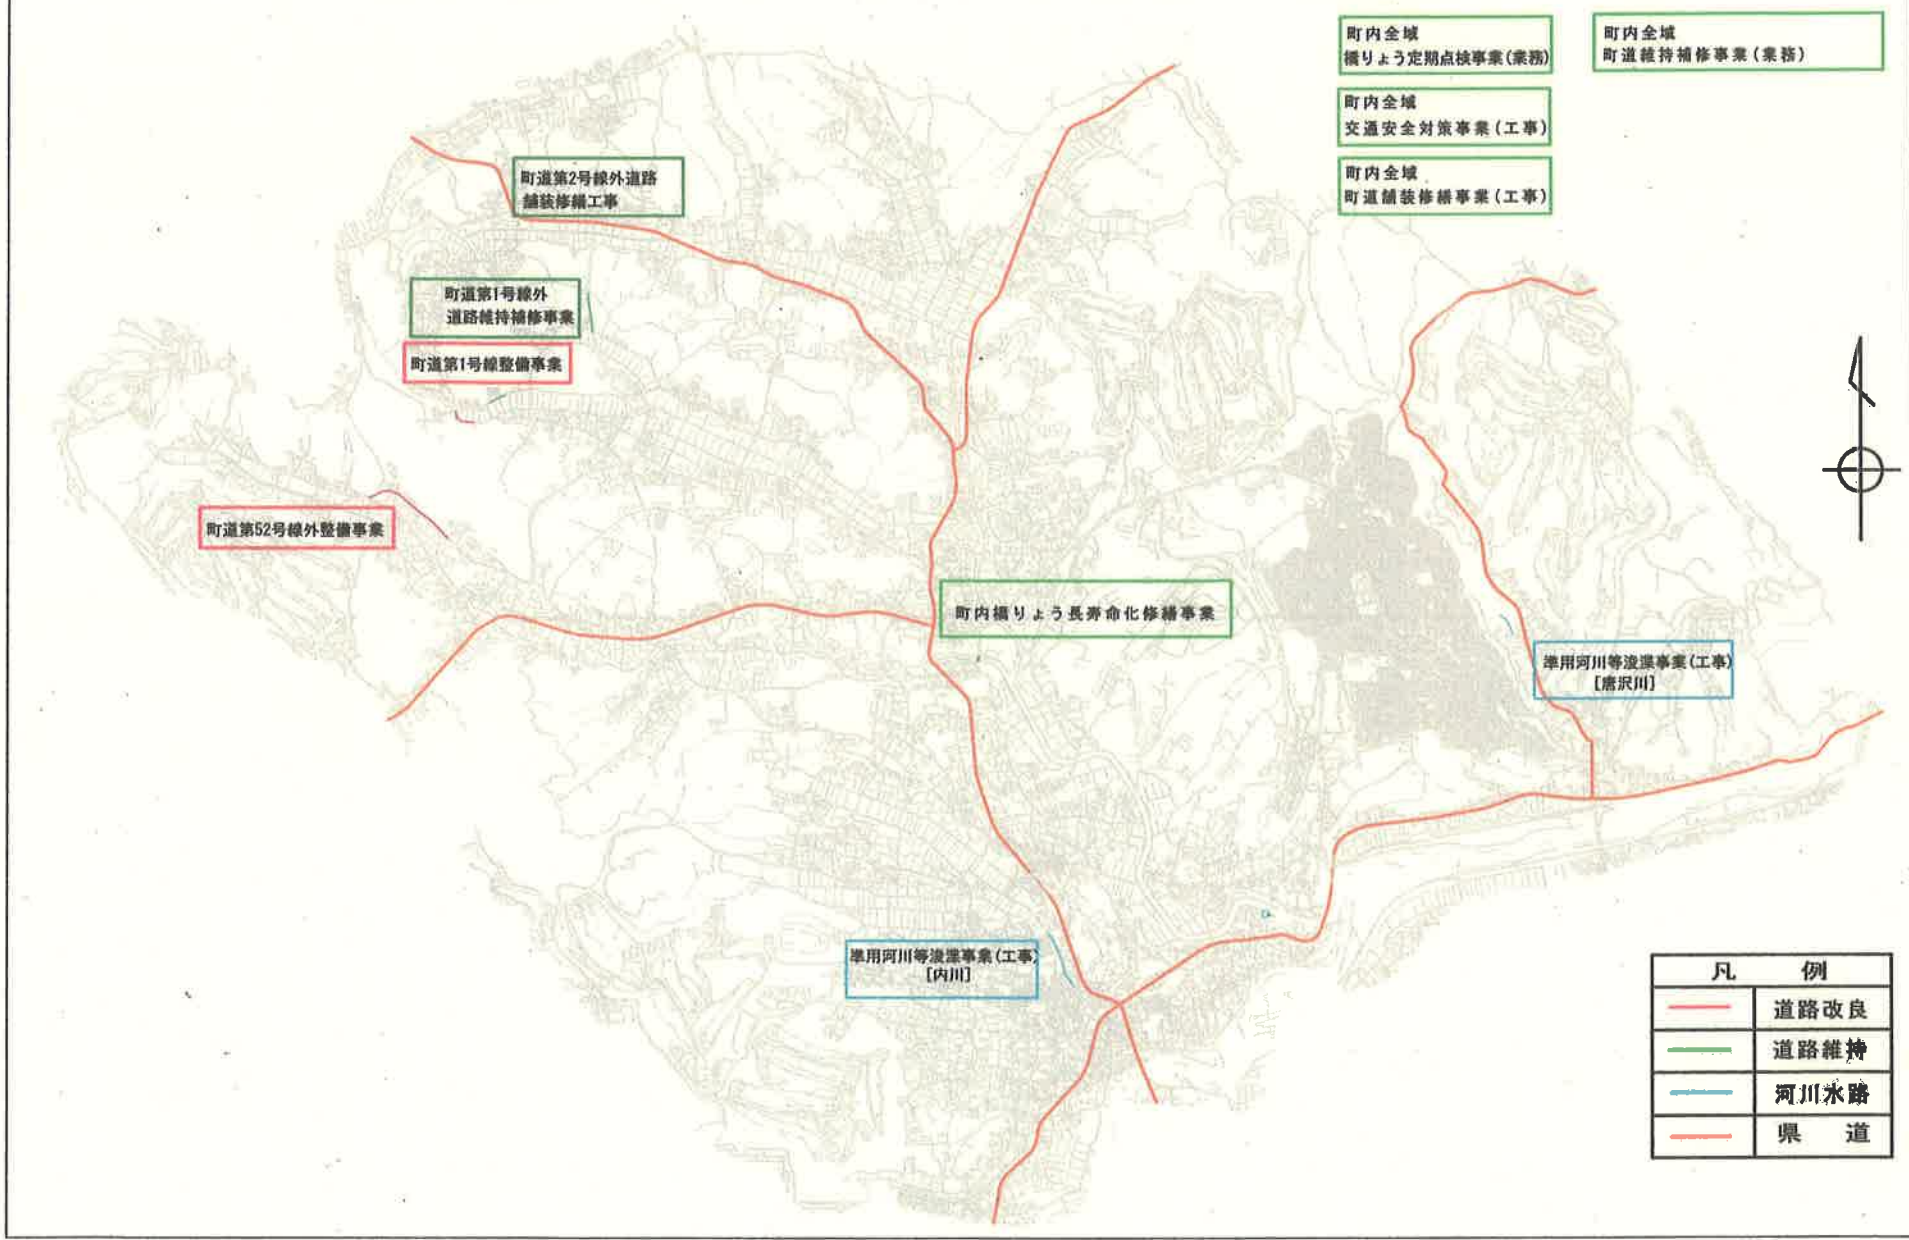 町内全域
橋りょう定期点検事業(業務)
町内全域
町道維持補修事業(業務)
町内全域
交通安全対策事業(工事)
町内全域
町道舗装修繕事業(工事)
町道第2号線外道路
舗装修繕工事
町道第1号線外
道路維持補修事業
町道第1号線整備事業
町道第52号線外整備事業
町内橋りょう長寿命化修繕事業
準用河川等浚渫事業(工事)
[唐沢川]
準用河川等浚渫事業(工事)
[内川]
凡 例
道路改良
道路維持
河川水路
県 道